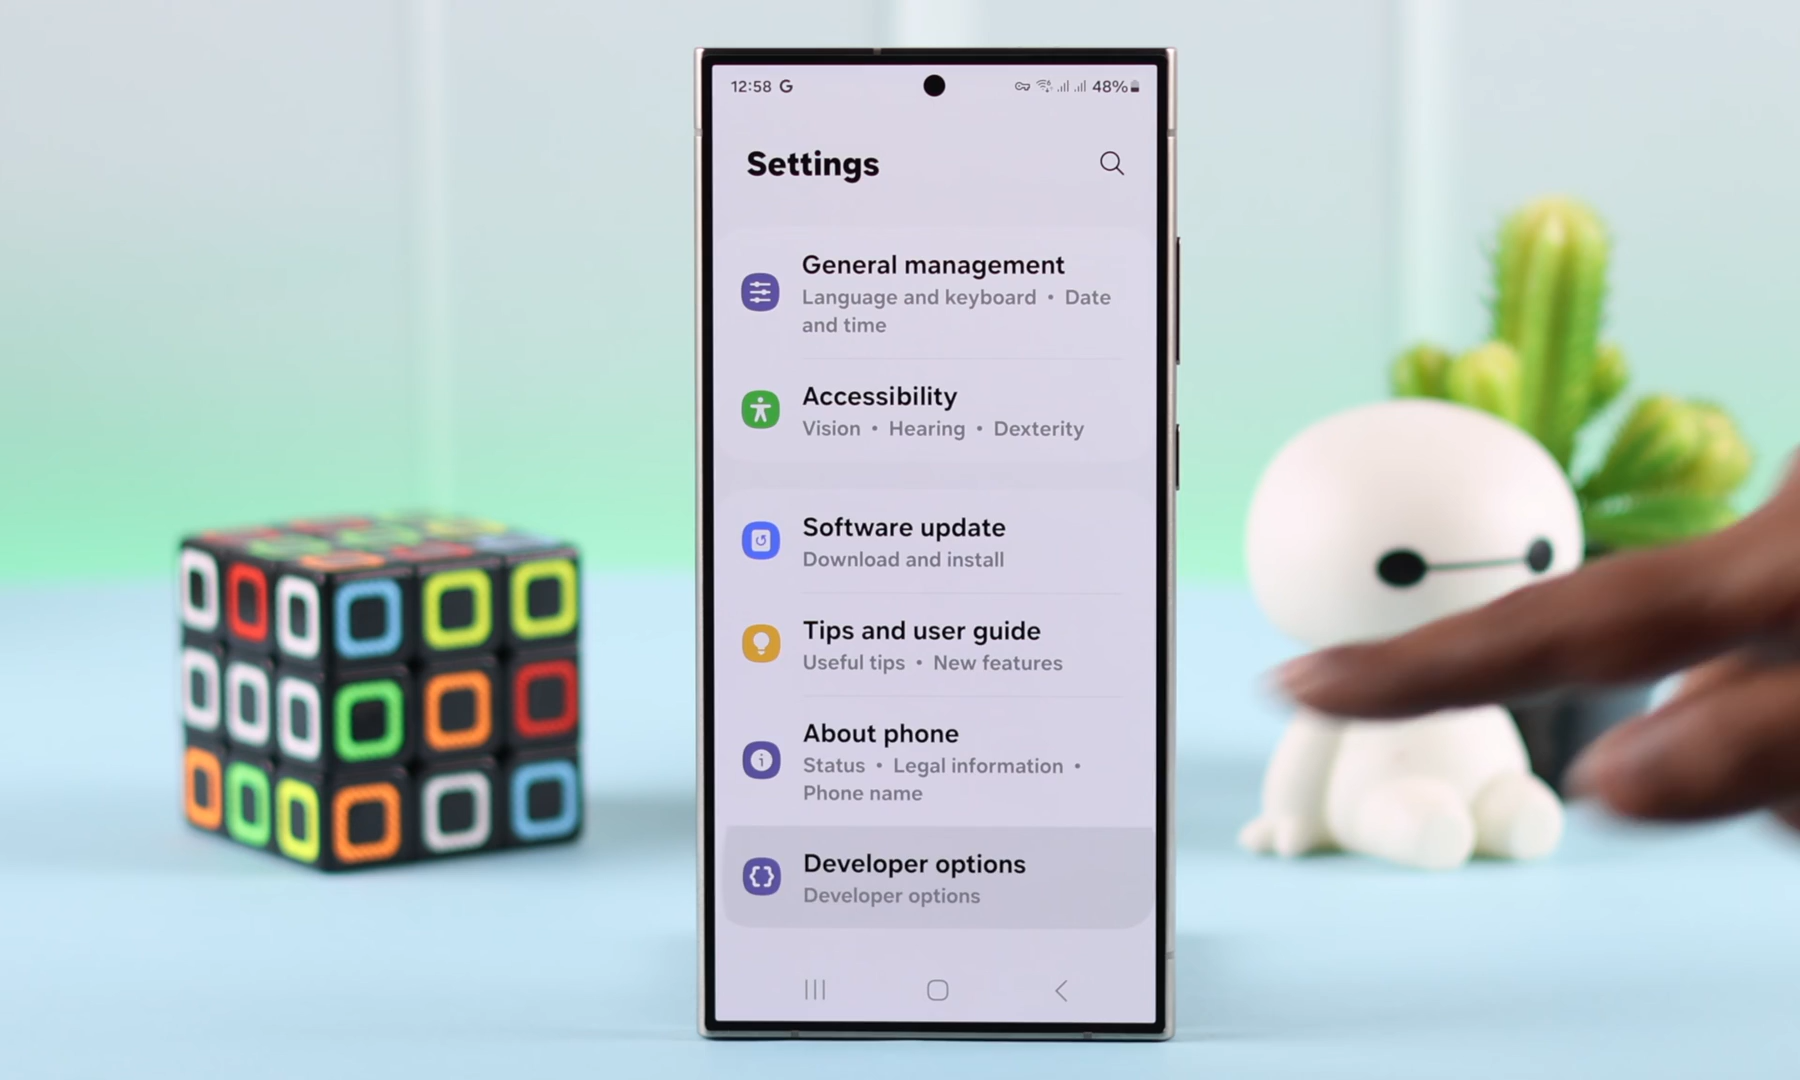 12:58 G
48%
Settings
General management
Language and keyboard • Date
and time
Accessibility
Vision • Hearing • Dexterity
Software update
Download and install
Tips and user guide
Useful tips • New features
About phone
Status • Legal information •
Phone name
Developer options
Developer options